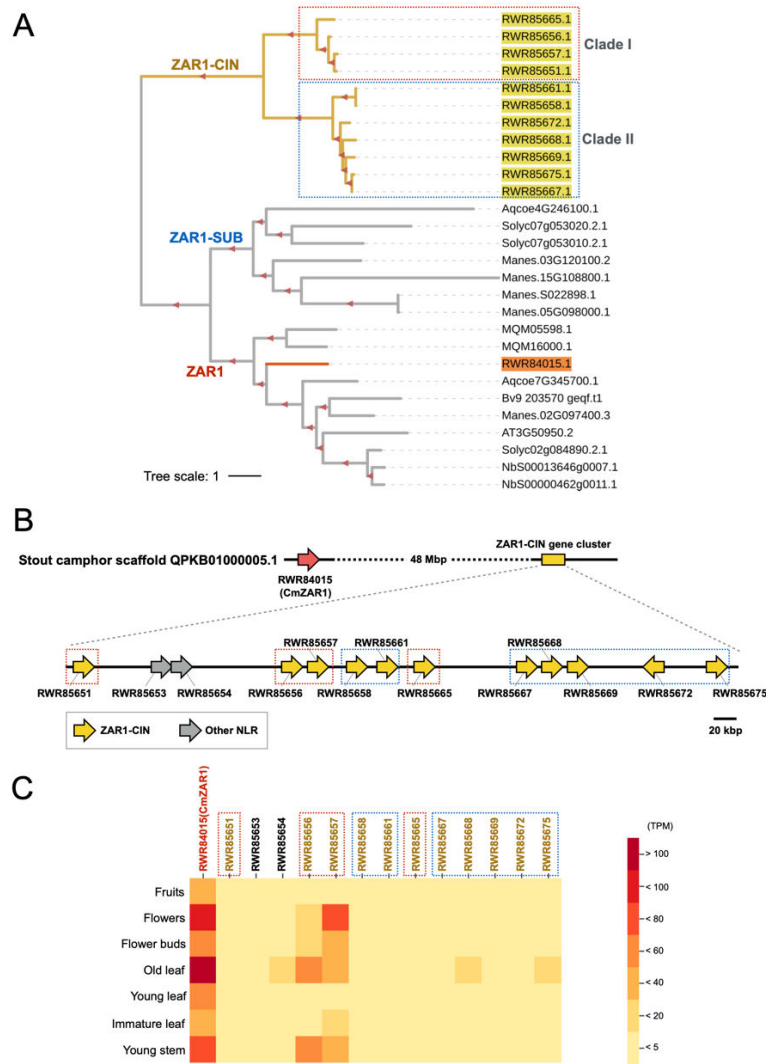 A
ZAR1-CIN
RWR85665.1
RWR85656.1
Clade I
RWR85657.1
RWR85651.1
RWR85661.1
RWR85658.1
RWR85672.1
RWR85668.1
Clade II
RWR85669.1
RWR85675.1
RWR85667.1
ZAR1-SUB
Aqcoe4G246100.1
Solyc07g053020.2.1
Solyc07g053010.2.1
Manes.03G120100.2
Manes.15G108800.1
Manes.S022898.1
Manes.05G098000.1
ZAR1
MQM05598.1
MQM16000.1
RWR84015.1
Aqcoe7G345700.1
Bv9 203570 geqf.t1
Manes.02G097400.3
AT3G50950.2
Solyc02g084890.2.1
NbS00013646g0007.1
NbS00000462g0011.1
Tree scale: 1
B
ZAR1-CIN gene cluster
Stout camphor scaffold QPKB01000005.1
48 Mbp
RWR84015
(CmZAR1)
RWR85657 RWR85661 RWR85668
RWR85651 RWR85653 RWR85654 RWR85656 RWR85658 RWR85665 RWR85667 RWR85669 RWR85672 RWR85675
ZAR1-CIN Other NLR
20 kbp
C
RWR84015(CmZAR1)
RWR85651
RWR85653
RWR85654
RWR85656
RWR85657
RWR85658
RWR85661
RWR85665
RWR85667
RWR85668
RWR85669
RWR85672
RWR85675
(TPM)
> 100
< 100
< 80
< 60
< 40
< 20
< 5
Fruits
Flowers
Flower buds
Old leaf
Young leaf
Immature leaf
Young stem